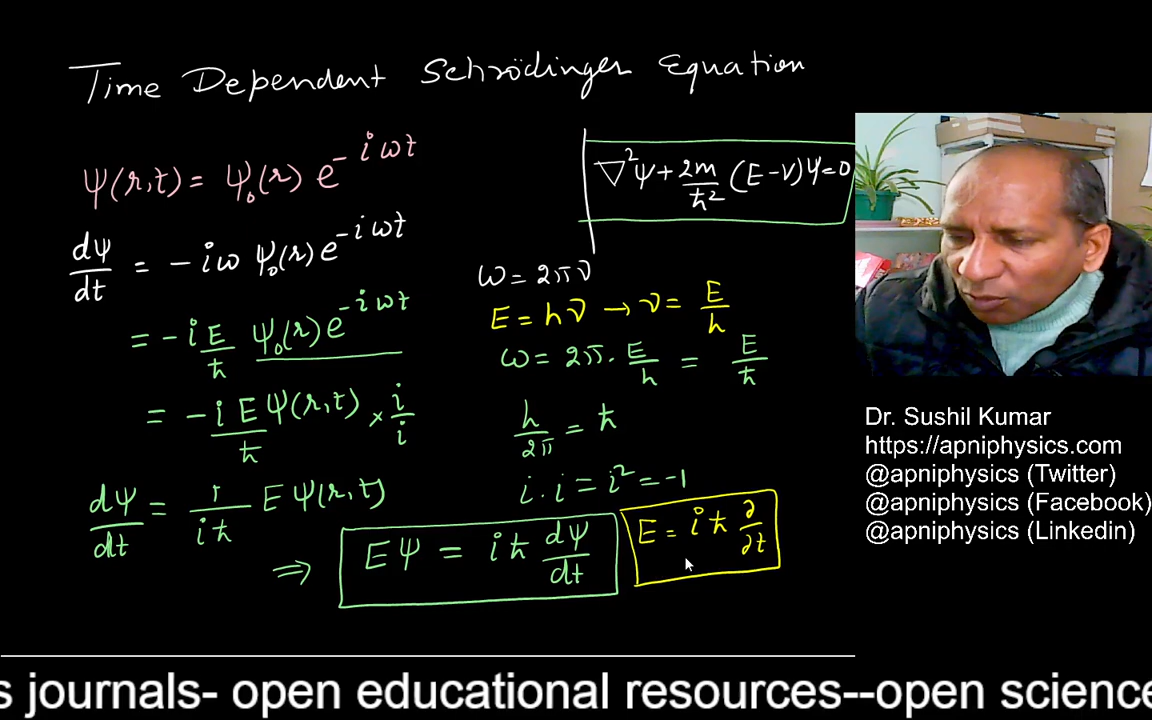 Time Dependent Schrödinger Equation
ψ(r,t) = ψ₀(r) e^{-iωt}
∇²ψ + 2m/ħ² (E-V)ψ=0
dψ/dt = -iω ψ₀(r) e^{-iωt}
ω = 2πν
E = hν → ν = E/h
= -i E/ħ ψ₀(r) e^{-iωt}
ω = 2π · E/h = E/ħ
= -i E/ħ ψ(r,t) × i/i
h/2π = ħ
i · i = i² = -1
dψ/dt = 1/iħ E ψ(r,t)
⇒ Eψ = iħ dψ/dt
E = iħ ∂/∂t
Dr. Sushil Kumar
https://apniphysics.com
@apniphysics (Twitter)
@apniphysics (Facebook)
@apniphysics (Linkedin)
s journals- open educational resources--open science